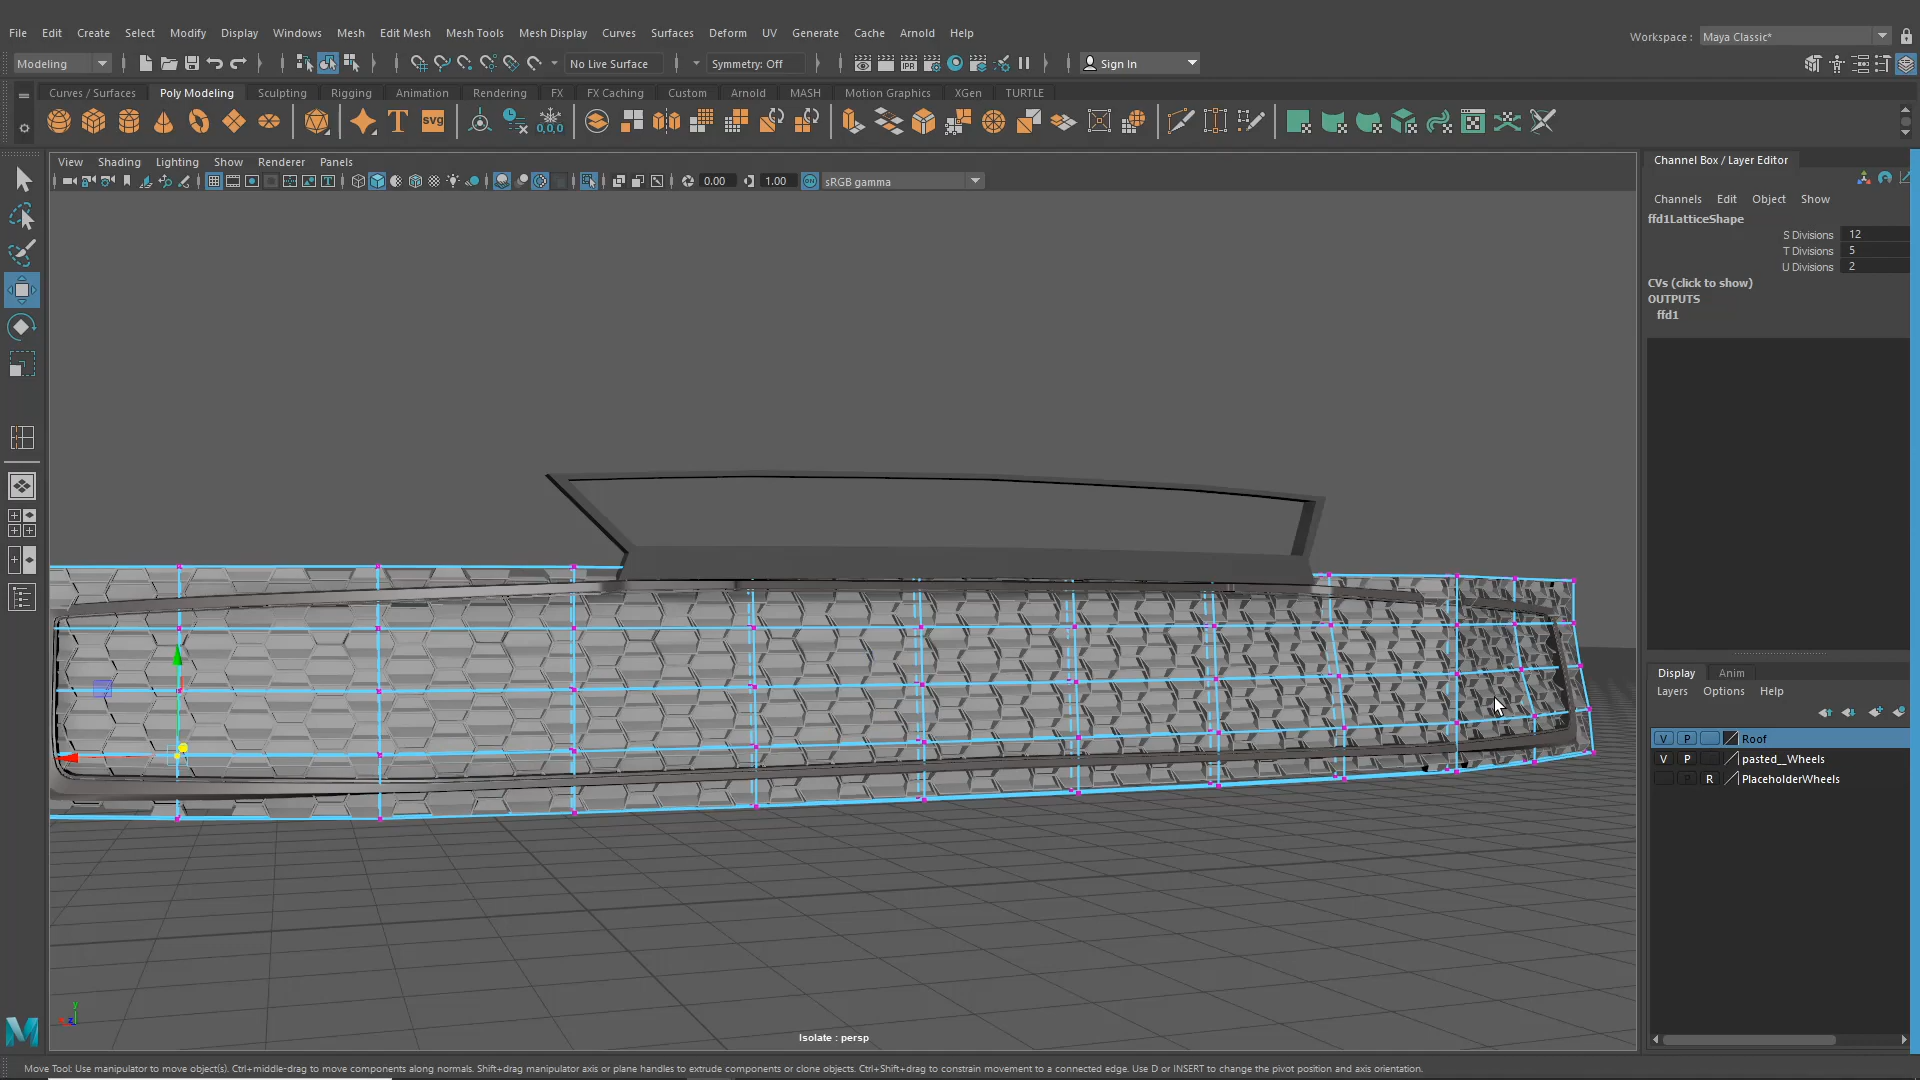 File Edit Create Select Modify Display Windows Mesh Edit Mesh Mesh Tools Mesh Display Curves Surfaces Deform UV Generate Cache Arnold Help
Workspace : Maya Classic*
Modeling
No Live Surface
Symmetry: Off
Sign In
Curves / Surfaces Poly Modeling Sculpting Rigging Animation Rendering FX FX Caching Custom Arnold MASH Motion Graphics XGen TURTLE
T svg 0,0,0
View Shading Lighting Show Renderer Panels
0.00 1.00 ON sRGB gamma
Channel Box / Layer Editor
Channels Edit Object Show
ffd1LatticeShape
S Divisions 12
T Divisions 5
U Divisions 2
CVs (click to show)
OUTPUTS
ffd1
Display Anim
Layers Options Help
V P Roof
V P pasted__Wheels
P R PlaceholderWheels
y
Isolate : persp
Move Tool: Use manipulator to move object(s). Ctrl+middle-drag to move components along normals. Shift+drag manipulator axis or plane handles to extrude components or clone objects. Ctrl+Shift+drag to constrain movement to a connected edge. Use D or INSERT to change the pivot position and axis orientation.